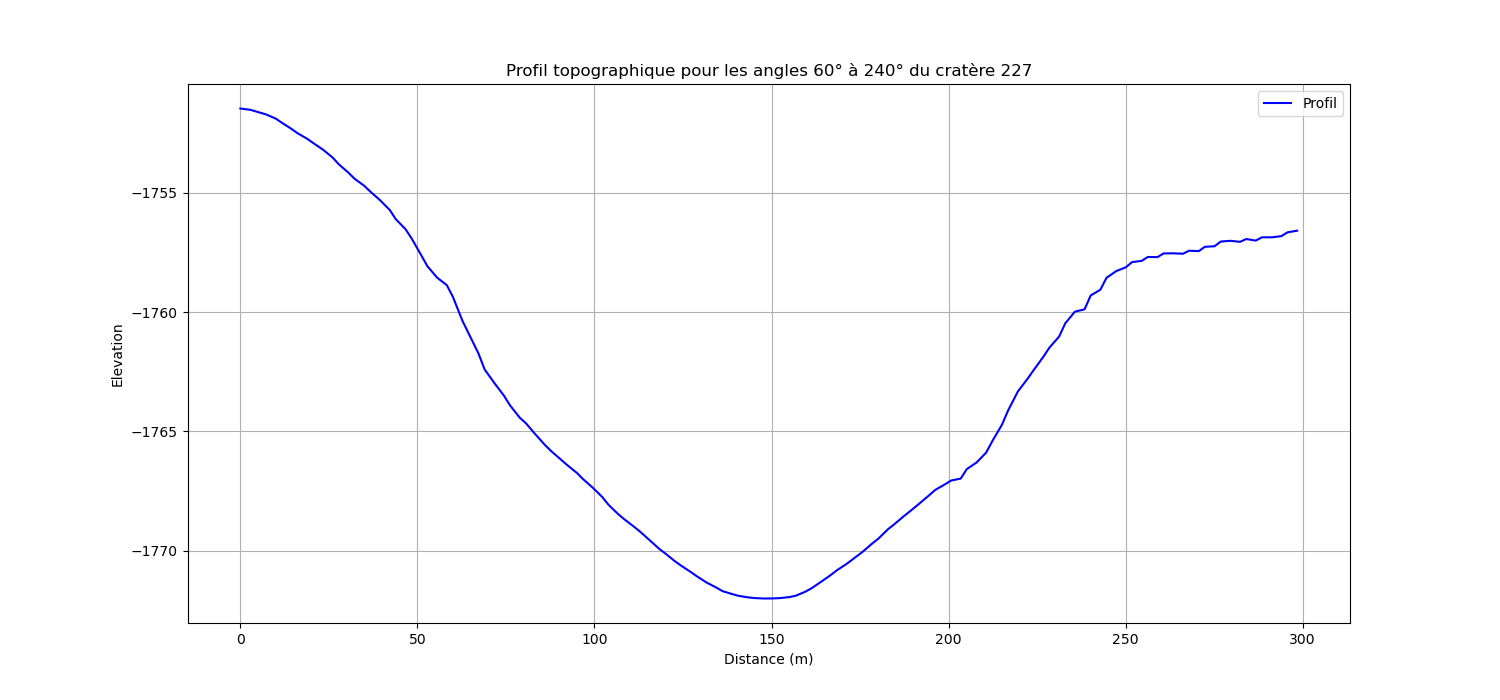 Profil topographique pour les angles 60° à 240° du cratère 227
Profil
Elevation
−1755
−1760
−1765
−1770
0 50 100 150 200 250 300
Distance (m)